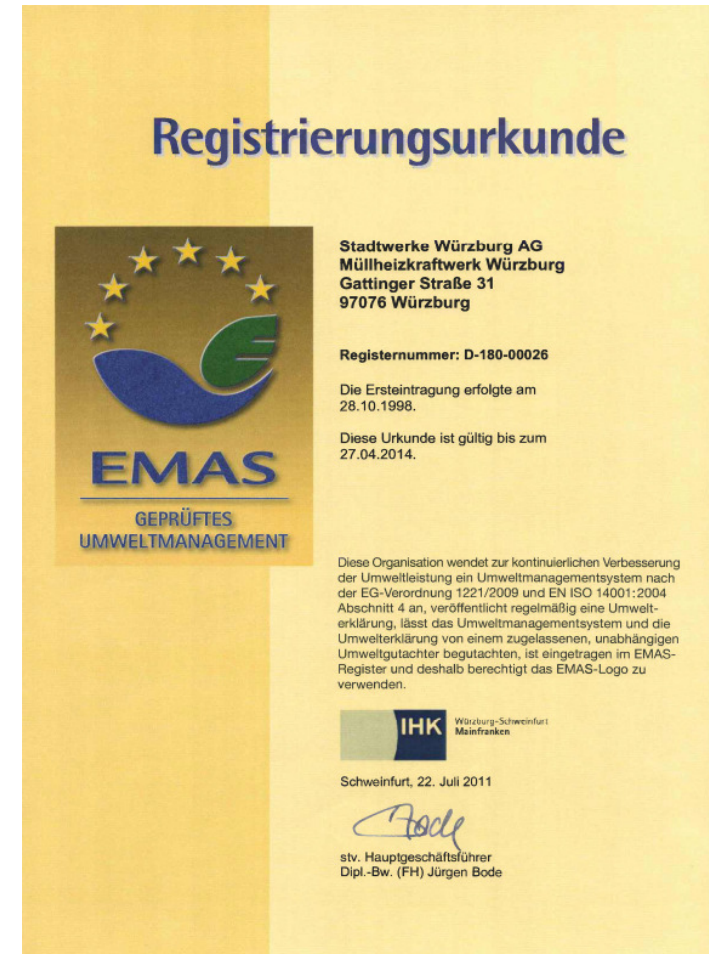 Registrierungsurkunde
EMAS
GEPRÜFTES
UMWELTMANAGEMENT
Stadtwerke Würzburg AG
Müllheizkraftwerk Würzburg
Gattinger Straße 31
97076 Würzburg
Registernummer: D-180-00026
Die Ersteintragung erfolgte am
28.10.1998.
Diese Urkunde ist gültig bis zum
27.04.2014.
Diese Organisation wendet zur kontinuierlichen Verbesserung
der Umweltleistung ein Umweltmanagementsystem nach
der EG-Verordnung 1221/2009 und EN ISO 14001:2004
Abschnitt 4 an, veröffentlicht regelmäßig eine Umwelt-
erklärung, lässt das Umweltmanagementsystem und die
Umwelterklärung von einem zugelassenen, unabhängigen
Umweltgutachter begutachten, ist eingetragen im EMAS-
Register und deshalb berechtigt das EMAS-Logo zu
verwenden.
IHK
Würzburg-Schweinfurt
Mainfranken
Schweinfurt, 22. Juli 2011
Bode
stv. Hauptgeschäftsführer
Dipl.-Bw. (FH) Jürgen Bode